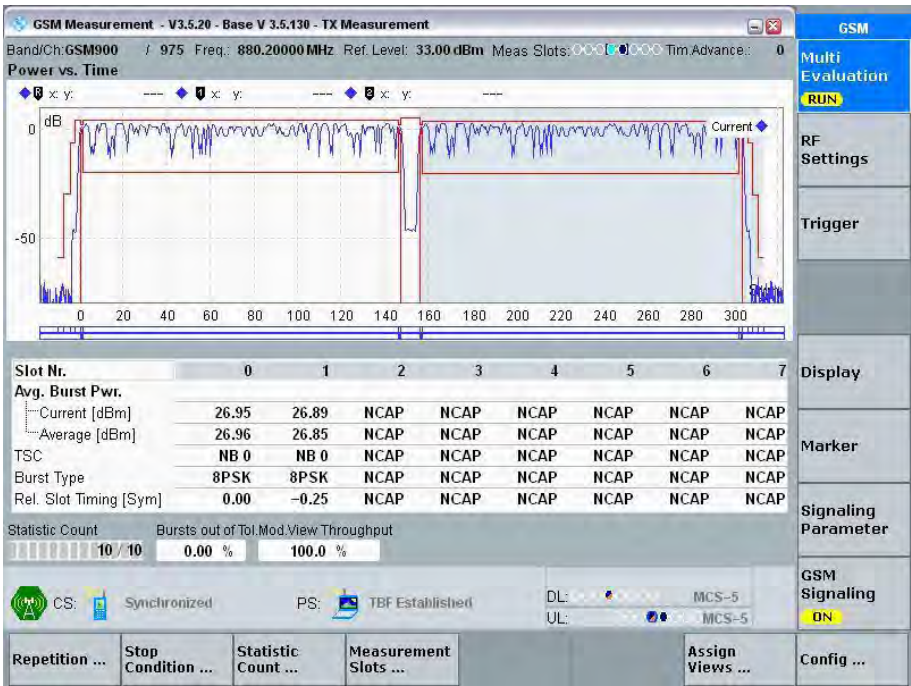 GSM Measurement - V3.5.20 - Base V 3.5.130 - TX Measurement
GSM
Band/Ch: GSM900 / 975 Freq.: 880.20000 MHz Ref. Level: 33.00 dBm Meas Slots: Tim.Advance.: 0
Power vs. Time
Multi Evaluation
RUN
R x: y: --- 1 x: y: --- 2 x: y: ---
dB
Current
0
-50
0 20 40 60 80 100 120 140 160 180 200 220 240 260 280 300
RF Settings
Trigger
Slot Nr. 0 1 2 3 4 5 6 7
Avg. Burst Pwr.
Current [dBm] 26.95 26.89 NCAP NCAP NCAP NCAP NCAP NCAP
Average [dBm] 26.96 26.85 NCAP NCAP NCAP NCAP NCAP NCAP
TSC NB 0 NB 0 NCAP NCAP NCAP NCAP NCAP NCAP
Burst Type 8PSK 8PSK NCAP NCAP NCAP NCAP NCAP NCAP
Rel. Slot Timing [Sym] 0.00 -0.25 NCAP NCAP NCAP NCAP NCAP NCAP
Display
Marker
Signaling Parameter
Statistic Count Bursts out of Tol. Mod.View Throughput
10 / 10 0.00 % 100.0 %
CS: Synchronized PS: TBF Established DL: MCS-5
UL: MCS-5
GSM Signaling
ON
Repetition ... Stop Condition ... Statistic Count ... Measurement Slots ... Assign Views ... Config ...